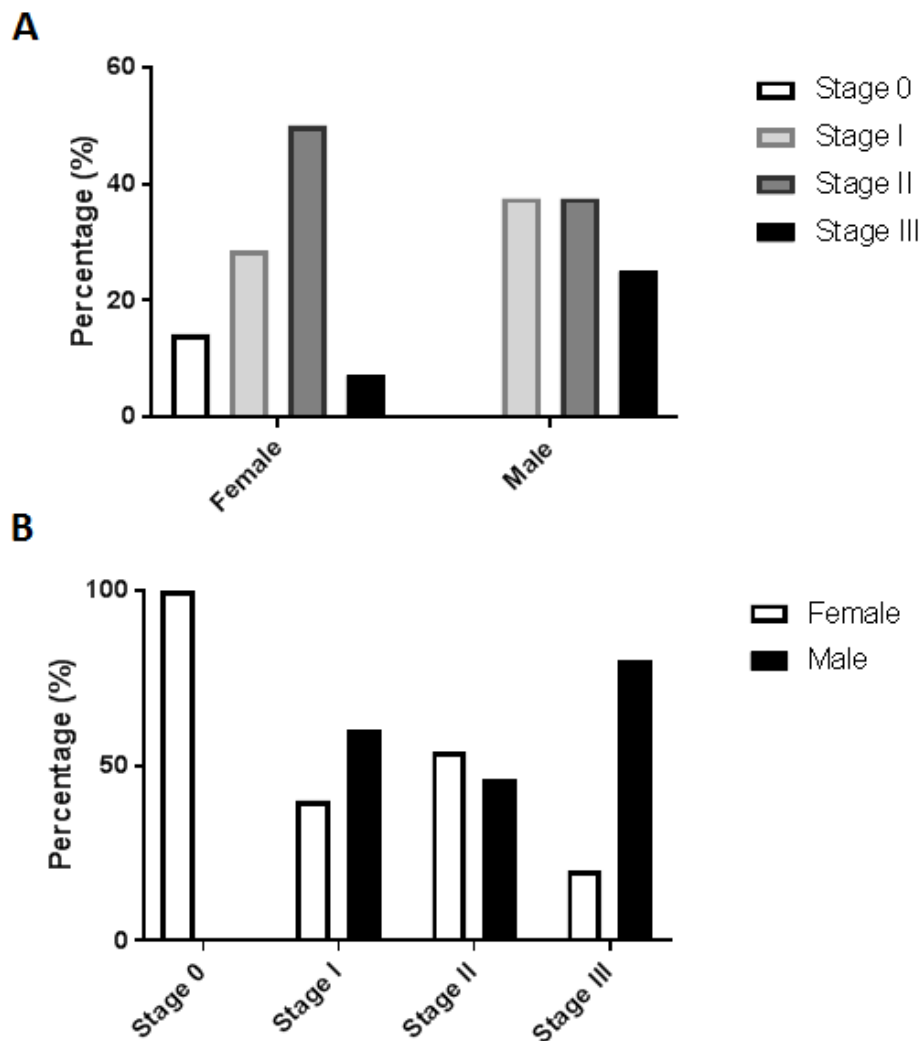 A
60
40
20
0
Percentage (%)
Female
Male
Stage 0
Stage I
Stage II
Stage III
B
100
50
0
Percentage (%)
Stage 0
Stage I
Stage II
Stage III
Female
Male